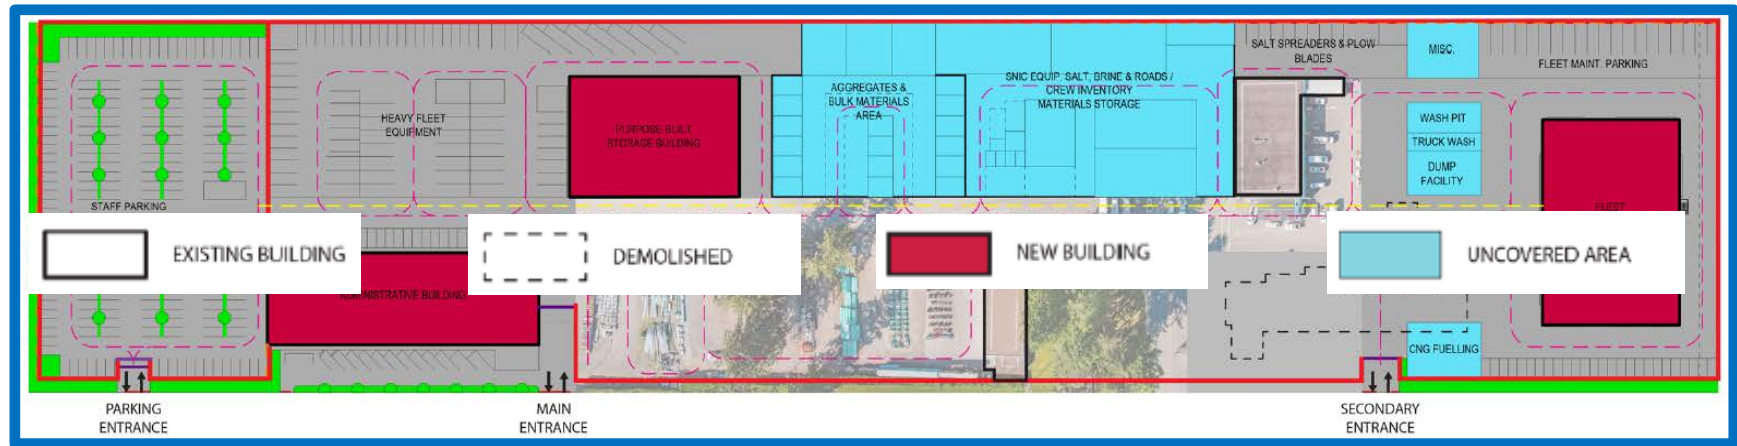 SALT SPREADERS & PLOW
BLADES
MISC.
FLEET MAINT. PARKING
SNIC EQUIP. SALT, BRINE & ROADS /
CREW INVENTORY
MATERIALS STORAGE
AGGREGATES &
BULK MATERIALS
AREA
HEAVY FLEET
EQUIPMENT
PURPOSE BUILT
STORAGE BUILDING
WASH PIT
TRUCK WASH
DUMP
FACILITY
STAFF PARKING
FLEET
EXISTING BUILDING
DEMOLISHED
NEW BUILDING
UNCOVERED AREA
ADMINISTRATIVE BUILDING
CNG FUELLING
PARKING
ENTRANCE
MAIN
ENTRANCE
SECONDARY
ENTRANCE